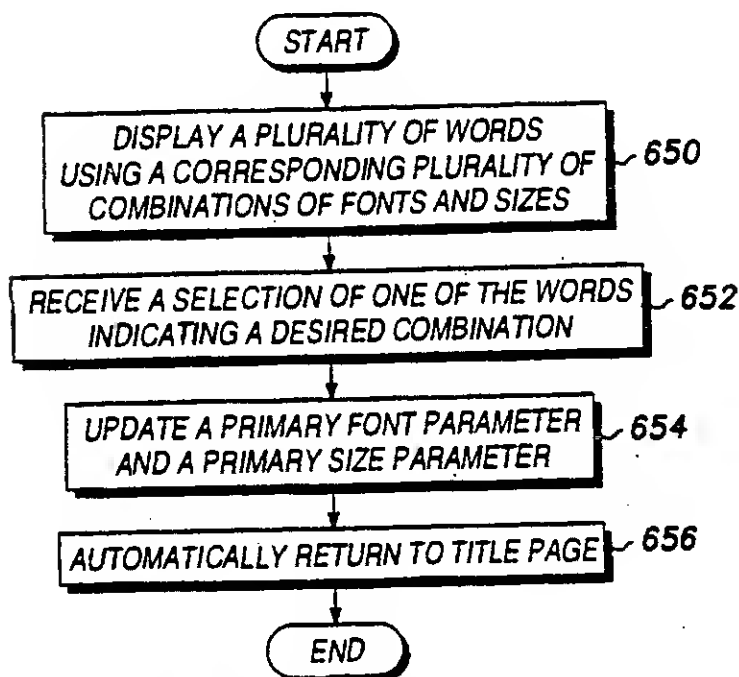 START
DISPLAY A PLURALITY OF WORDS
USING A CORRESPONDING PLURALITY OF
COMBINATIONS OF FONTS AND SIZES
650
RECEIVE A SELECTION OF ONE OF THE WORDS
INDICATING A DESIRED COMBINATION
652
UPDATE A PRIMARY FONT PARAMETER
AND A PRIMARY SIZE PARAMETER
654
AUTOMATICALLY RETURN TO TITLE PAGE
656
END